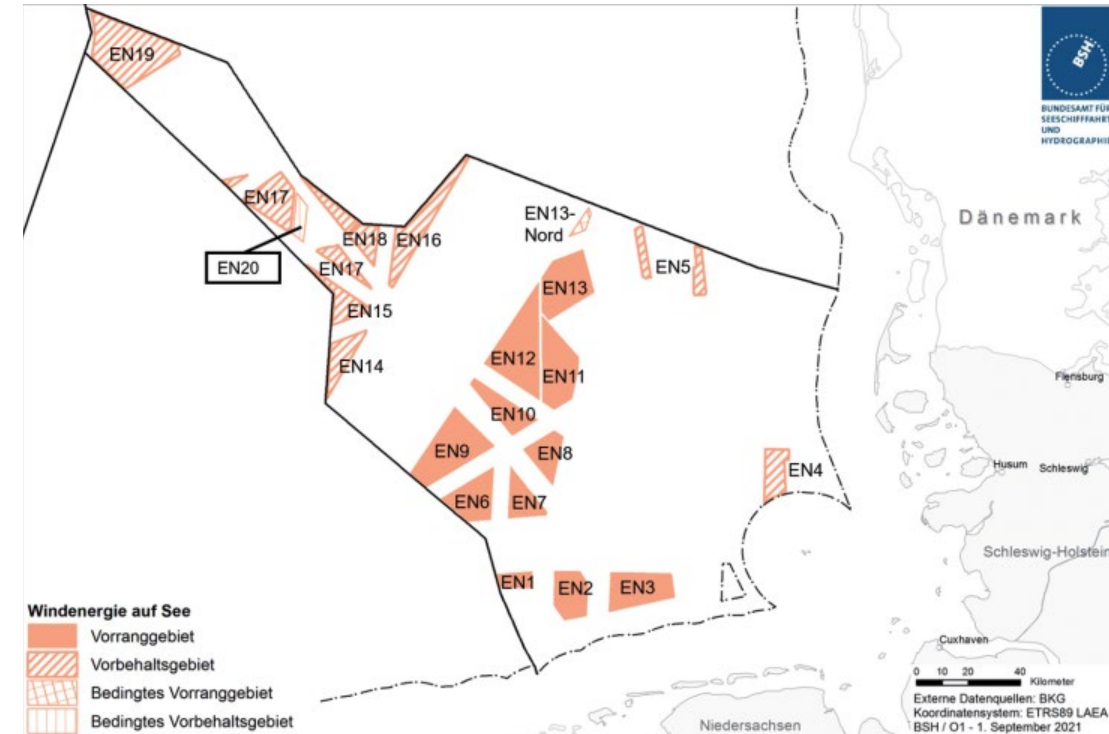 EN19
BSH
BUNDESAMT FÜR
SEESCHIFFFAHRT
UND
HYDROGRAPHIE
EN17
EN13-
Nord
Dänemark
EN18
EN16
EN20
EN17
EN5
EN13
EN15
EN12
EN14
EN11
Flensburg
EN10
EN9
EN8
EN4
Husum
Schleswig
EN6
EN7
Schleswig-Holstein
EN1
EN2
EN3
Windenergie auf See
Vorranggebiet
Vorbehaltsgebiet
Bedingtes Vorranggebiet
Bedingtes Vorbehaltsgebiet
Cuxhaven
0 10 20 40
Kilometer
Externe Datenquellen: BKG
Koordinatensystem: ETRS89 LAEA
BSH / O1 - 1. September 2021
Niedersachsen